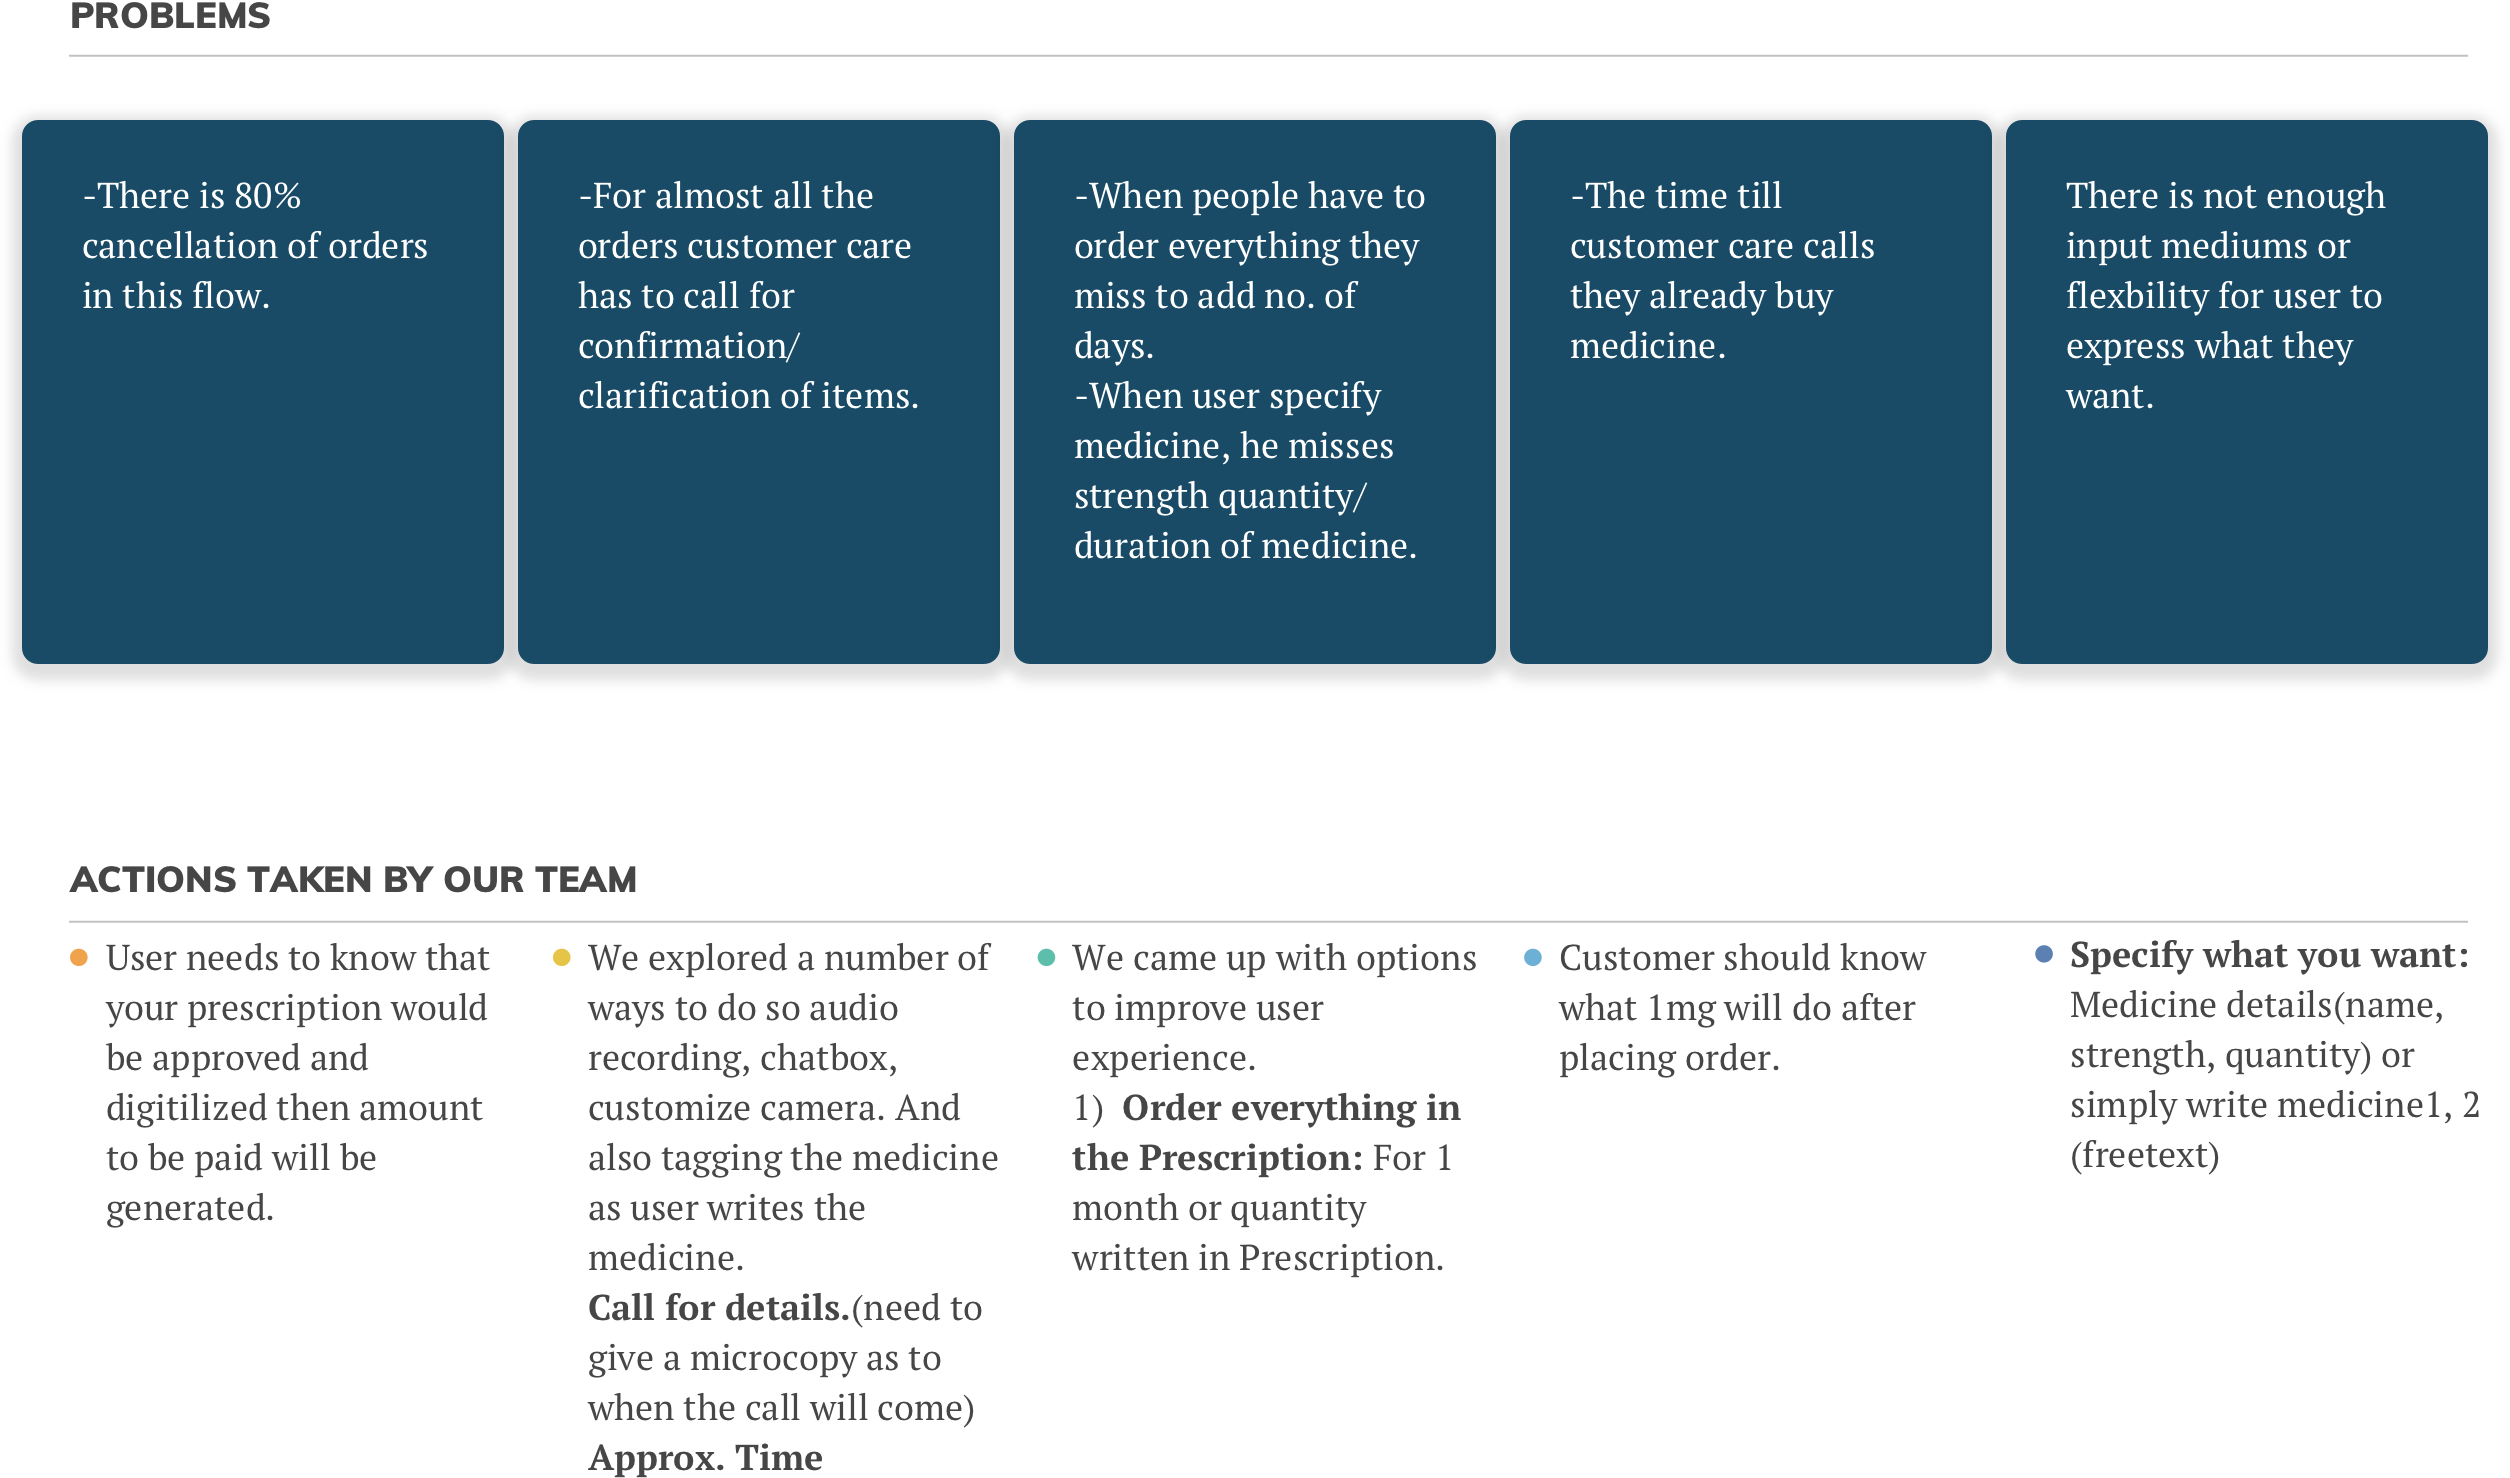 PROBLEMS
-There is 80%
cancellation of orders
in this flow.
-For almost all the
orders customer care
has to call for
confirmation/
clarification of items.
-When people have to
order everything they
miss to add no. of
days.
-When user specify
medicine, he misses
strength quantity/
duration of medicine.
-The time till
customer care calls
they already buy
medicine.
There is not enough
input mediums or
flexbility for user to
express what they
want.
ACTIONS TAKEN BY OUR TEAM
User needs to know that
your prescription would
be approved and
digitilized then amount
to be paid will be
generated.
We explored a number of
ways to do so audio
recording, chatbox,
customize camera. And
also tagging the medicine
as user writes the
medicine.
Call for details.(need to
give a microcopy as to
when the call will come)
Approx. Time
We came up with options
to improve user
experience.
1) Order everything in
the Prescription: For 1
month or quantity
written in Prescription.
Customer should know
what 1mg will do after
placing order.
Specify what you want:
Medicine details(name,
strength, quantity) or
simply write medicine1, 2
(freetext)